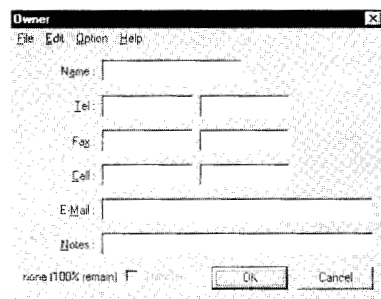 Owner
File Edit Option Help
Name :
Tel :
Fax :
Cell :
E-Mail :
Notes :
none (100% remain) OK Cancel